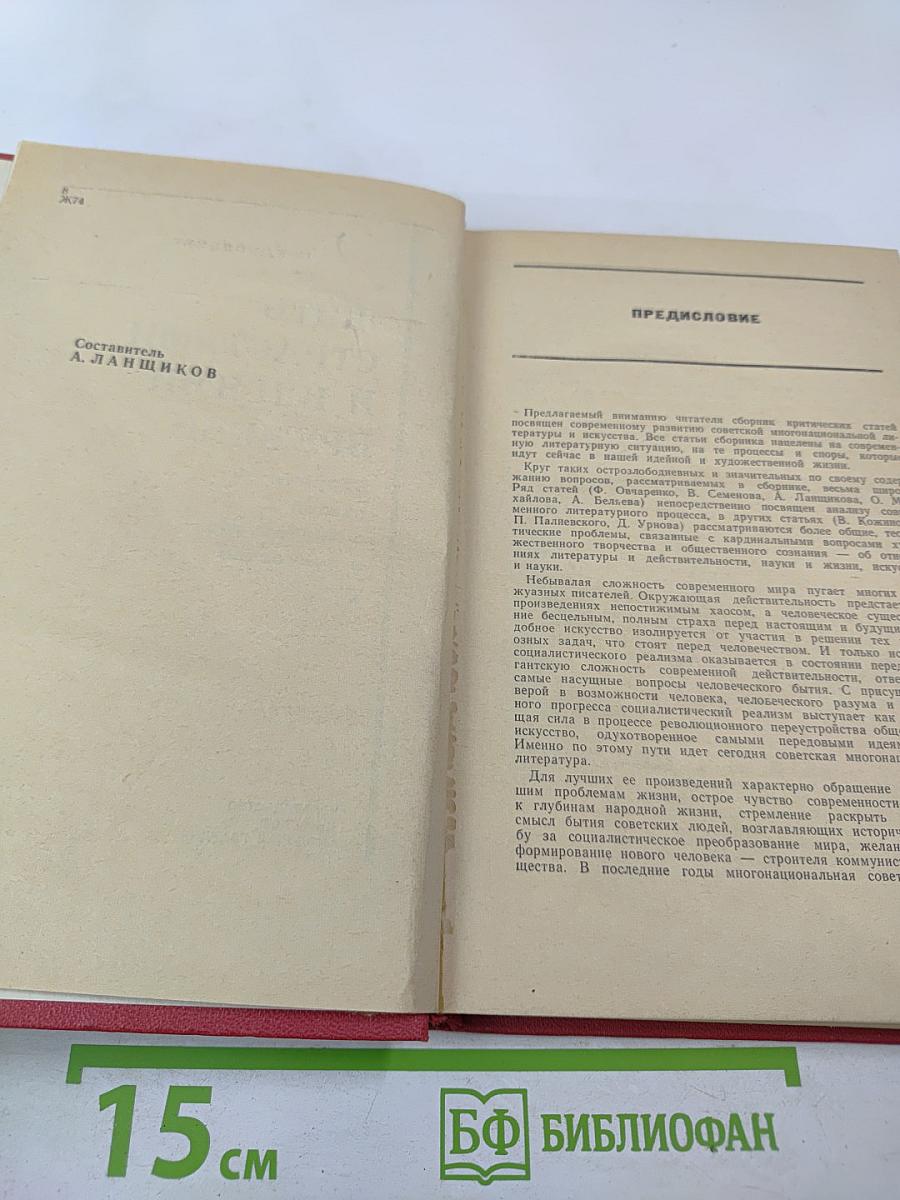 8
Ж74
Составитель
А. ЛАНЩИКОВ
ПРЕДИСЛОВИЕ
Предлагаемый вниманию читателя сборник критических статей
посвящен современному развитию советской многонациональной ли-
тературы и искусства. Все статьи сборника нацелены на современ-
ную литературную ситуацию, на те процессы и споры, которые
идут сейчас в нашей идейной и художественной жизни.
Круг таких острозлободневных и значительных по своему содер
жанию вопросов, рассматриваемых в сборнике, весьма широ
Ряд статей (Ф. Овчаренко, В. Семенова, А. Ланщикова, О. М
хайлова, А. Беляева) непосредственно посвящен анализу совр
менного литературного процесса, в других статьях (В. Кожино
П. Палиевского, Д. Урнова) рассматриваются более общие, тео
тические проблемы, связанные с кардинальными вопросами х
жественного творчества и общественного сознания — об отно
ниях литературы и действительности, науки и жизни, искус
и науки.
Небывалая сложность современного мира пугает многих
жуазных писателей. Окружающая действительность предстае
произведениях непостижимым хаосом, а человеческое сущес
ние бесцельным, полным страха перед настоящим и будущи
добное искусство изолируется от участия в решении тех
озных задач, что стоят перед человечеством. И только ис
социалистического реализма оказывается в состоянии перед
гантскую сложность современной действительности, отве
самые насущные вопросы человеческого бытия. С присущ
верой в возможности человека, человеческого разума и
ного прогресса социалистический реализм выступает как
щая сила в процессе революционного переустройства обще
искусство, одухотворенное самыми передовыми идеям
Именно по этому пути идет сегодня советская многонац
литература.
Для лучших ее произведений характерно обращение
шим проблемам жизни, острое чувство современности
к глубинам народной жизни, стремление раскрыть
смысл бытия советских людей, возглавляющих историч
бу за социалистическое преобразование мира, желан
формирование нового человека — строителя коммунист
щества. В последние годы многонациональная совет
15 см
БФ БИБЛИОФАН